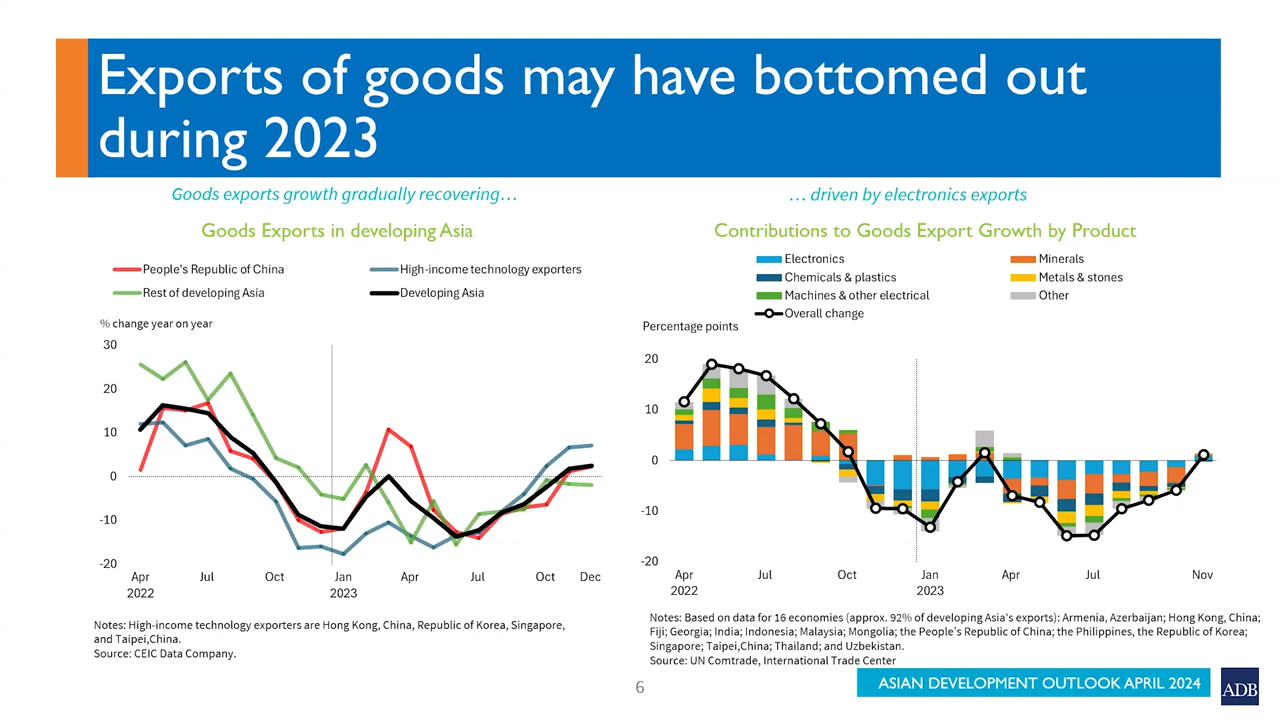 Exports of goods may have bottomed out
during 2023
Goods exports growth gradually recovering…
Goods Exports in developing Asia
People's Republic of China
High-income technology exporters
Rest of developing Asia
Developing Asia
% change year on year
30
20
10
0
-10
-20
Apr Jul Oct Jan Apr Jul Oct Dec
2022 2023
Notes: High-income technology exporters are Hong Kong, China, Republic of Korea, Singapore,
and Taipei,China.
Source: CEIC Data Company.
… driven by electronics exports
Contributions to Goods Export Growth by Product
Electronics
Minerals
Chemicals & plastics
Metals & stones
Machines & other electrical
Other
Overall change
Percentage points
20
10
0
-10
-20
Apr Jul Oct Jan Apr Jul Nov
2022 2023
Notes: Based on data for 16 economies (approx. 92% of developing Asia's exports): Armenia, Azerbaijan; Hong Kong, China;
Fiji; Georgia; India; Indonesia; Malaysia; Mongolia; the People's Republic of China; the Philippines, the Republic of Korea;
Singapore; Taipei,China; Thailand; and Uzbekistan.
Source: UN Comtrade, International Trade Center
6
ASIAN DEVELOPMENT OUTLOOK APRIL 2024
ADB